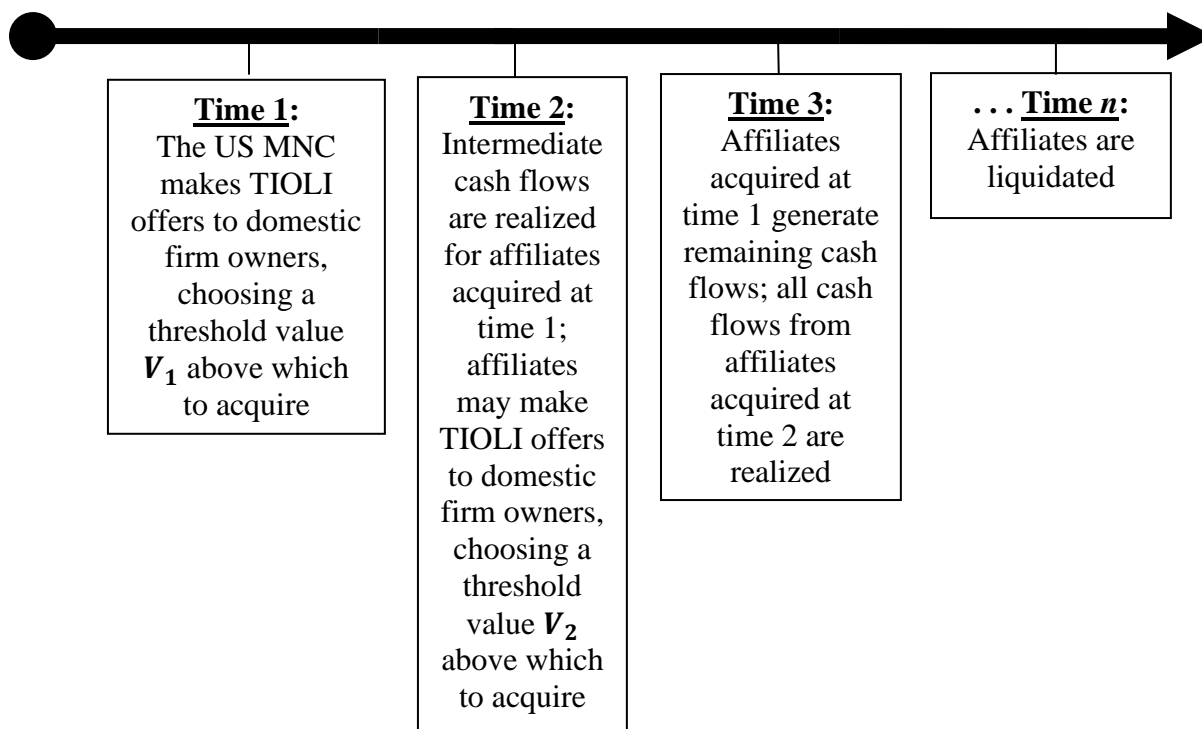 Time 1:
The US MNC
makes TIOLI
offers to domestic
firm owners,
choosing a
threshold value
V₁ above which
to acquire
Time 2:
Intermediate
cash flows
are realized
for affiliates
acquired at
time 1;
affiliates
may make
TIOLI offers
to domestic
firm owners,
choosing a
threshold
value V₂
above which
to acquire
Time 3:
Affiliates
acquired at
time 1 generate
remaining cash
flows; all cash
flows from
affiliates
acquired at
time 2 are
realized
. . . Time n:
Affiliates are
liquidated